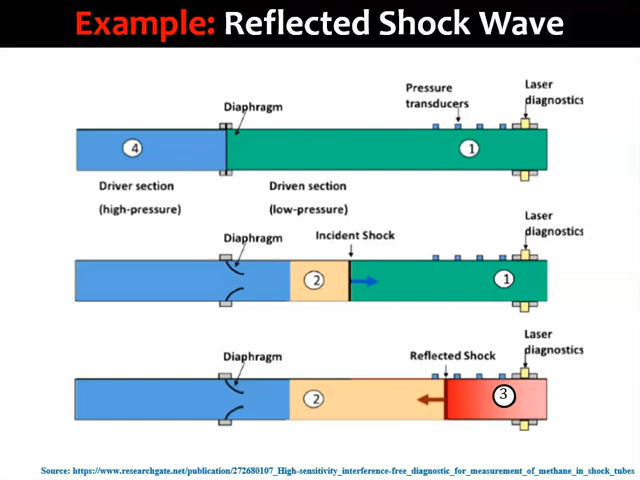 Example: Reflected Shock Wave
Laser
diagnostics
Pressure
transducers
Diaphragm
4
1
Driver section
(high-pressure)
Driven section
(low-pressure)
Laser
diagnostics
Incident Shock
Diaphragm
2
1
Laser
diagnostics
Reflected Shock
Diaphragm
2
3
Source: https://www.researchgate.net/publication/272680107_High-sensitivity_interference-free_diagnostic_for_measurement_of_methane_in_shock_tubes